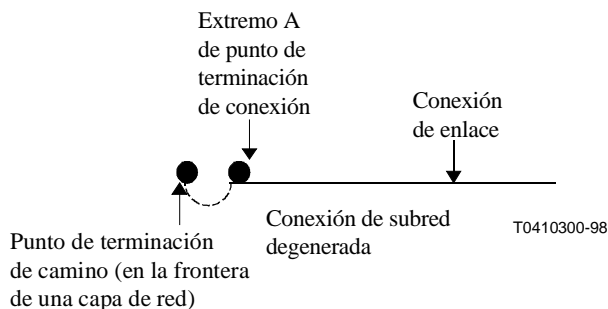 Extremo A
de punto de
terminación
de conexión
Conexión
de enlace
Conexión de subred
degenerada
T0410300-98
Punto de terminación
de camino (en la frontera
de una capa de red)